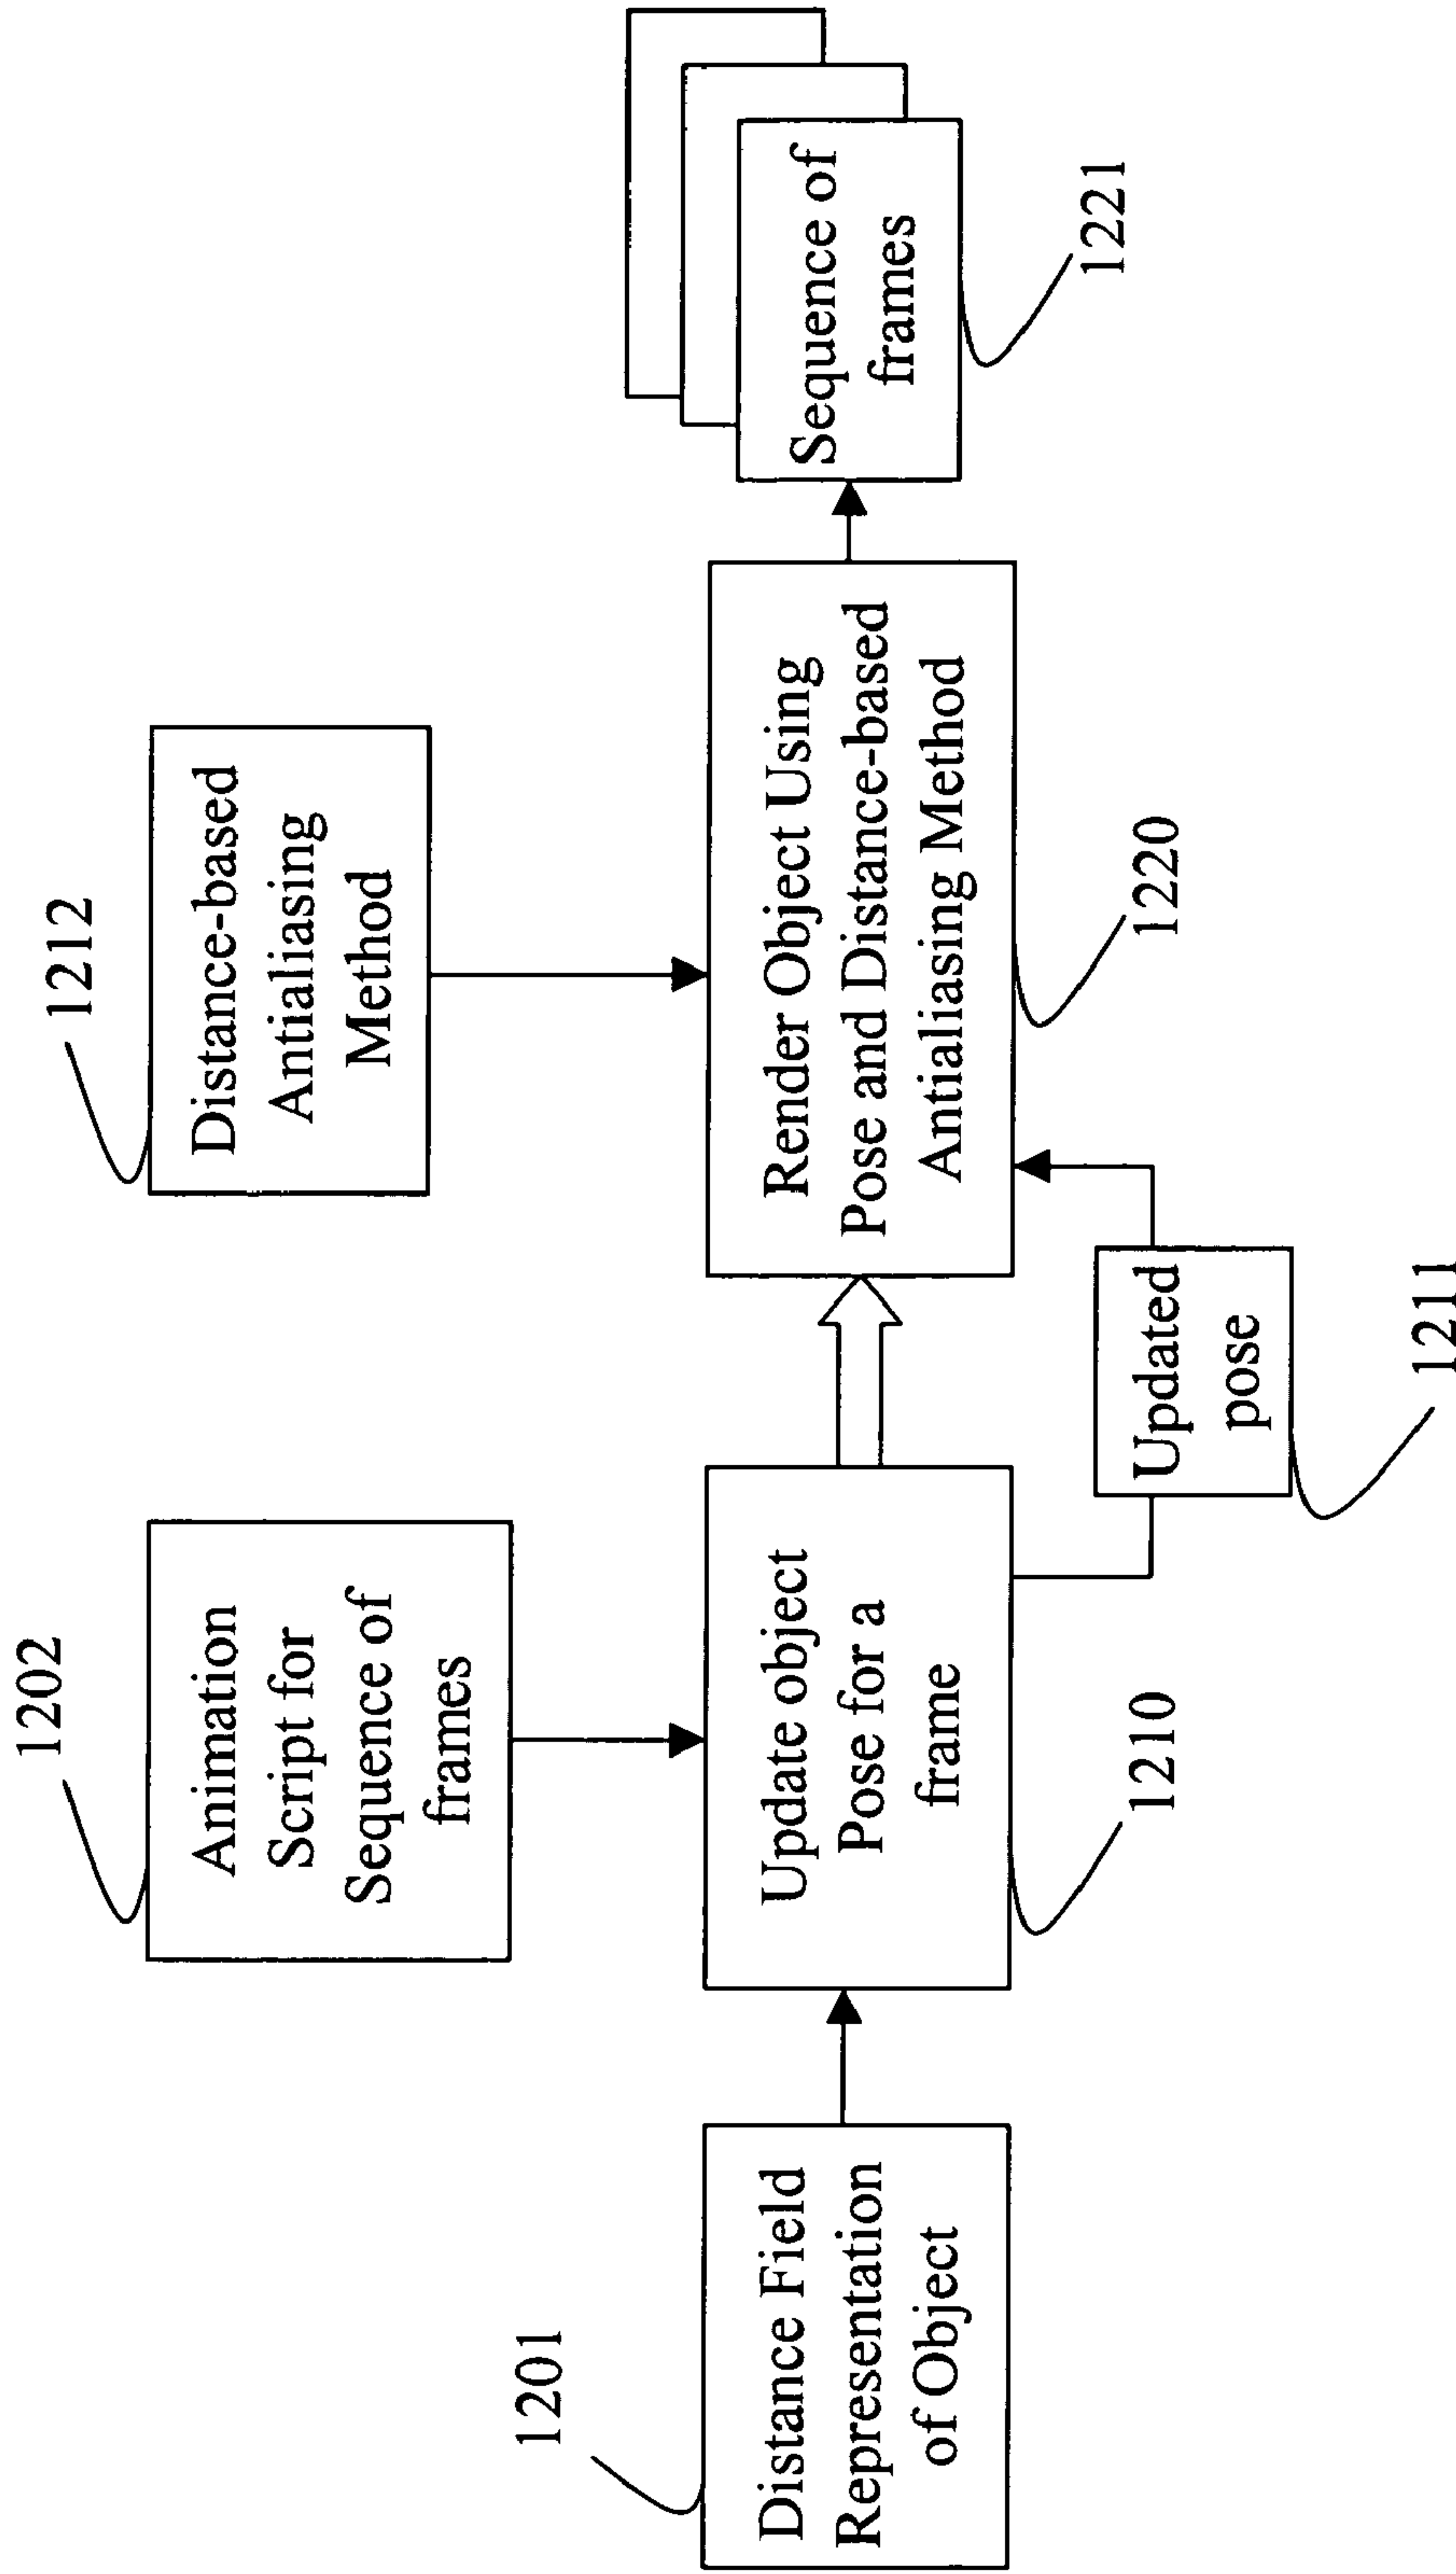 1202
Animation
Script for
Sequence of
frames
1212
Distance-based
Antialiasing
Method
1201
Distance Field
Representation
of Object
Update object
Pose for a
frame
1210
Render Object Using
Pose and Distance-based
Antialiasing Method
1220
Sequence of
frames
1221
Updated
pose
1211